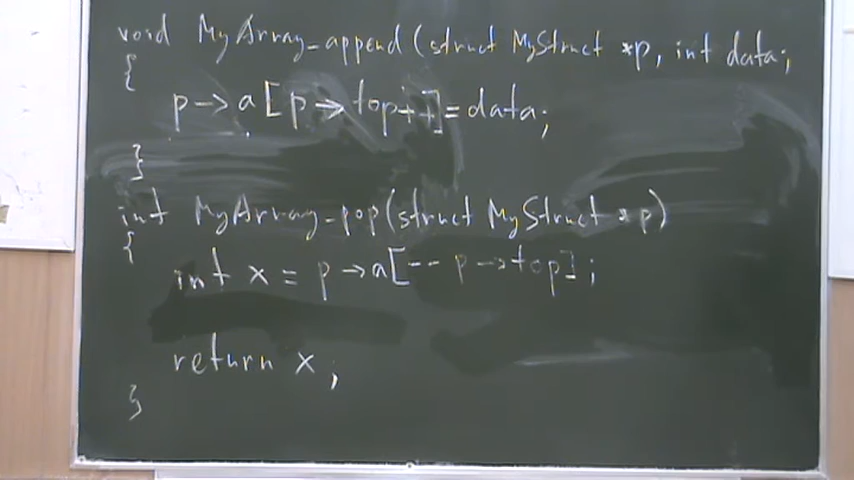 void MyArray_append(struct MyStruct *p, int data;
{
p->a[p->top++]=data;
}
int MyArray_pop(struct MyStruct *p)
{
int x = p->a[--p->top];
return x;
}